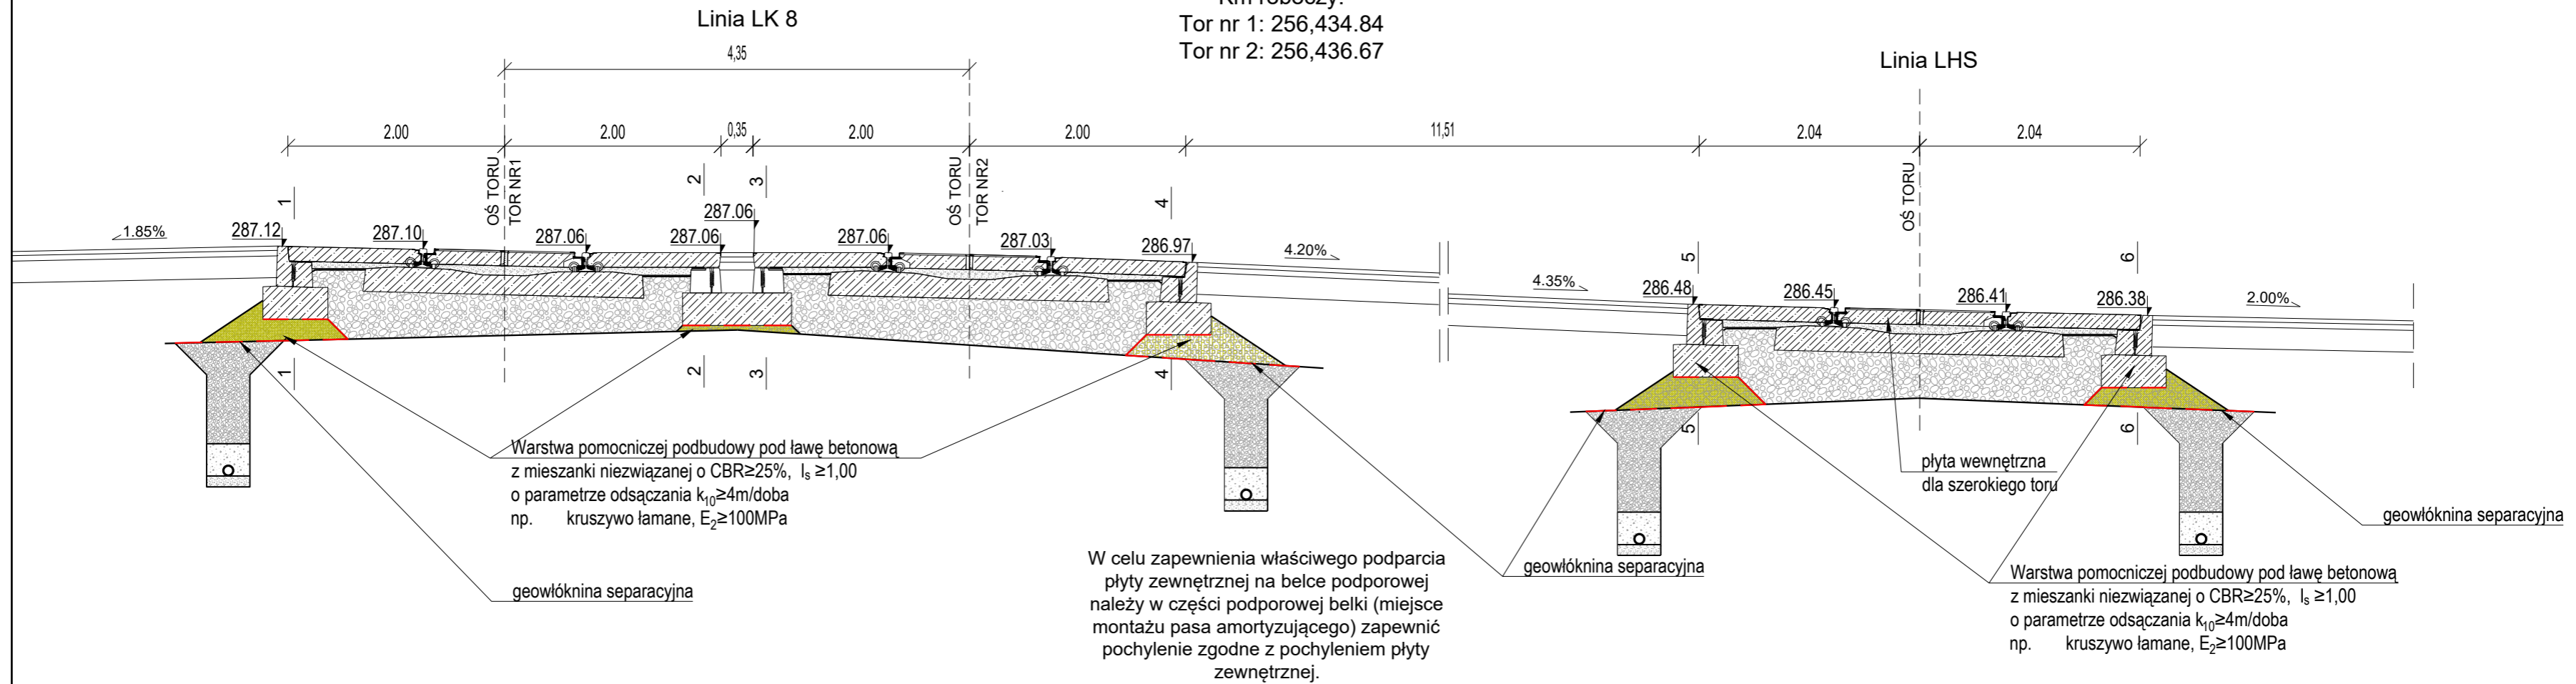 Km roboczy:
Tor nr 1: 256,434.84
Tor nr 2: 256,436.67
Linia LK 8
Linia LHS
4,35
2.00
2.00
0,35
2.00
2.00
11,51
2.04
2.04
OŚ TORU
TOR NR1
OŚ TORU
TOR NR2
OŚ TORU
1
2
3
4
5
6
1.85%
287.12
287.10
287.06
287.06
287.06
287.06
287.03
286.97
4.20%
4.35%
286.48
286.45
286.41
286.38
2.00%
1
2
3
4
5
6
Warstwa pomocniczej podbudowy pod ławę betonową
z mieszanki niezwiązanej o CBR≥25%, Is ≥1,00
o parametrze odsączania k10≥4m/doba
np. kruszywo łamane, E2≥100MPa
geowłóknina separacyjna
W celu zapewnienia właściwego podparcia
płyty zewnętrznej na belce podporowej
należy w części podporowej belki (miejsce
montażu pasa amortyzującego) zapewnić
pochylenie zgodne z pochyleniem płyty
zewnętrznej.
geowłóknina separacyjna
płyta wewnętrzna
dla szerokiego toru
geowłóknina separacyjna
Warstwa pomocniczej podbudowy pod ławę betonową
z mieszanki niezwiązanej o CBR≥25%, Is ≥1,00
o parametrze odsączania k10≥4m/doba
np. kruszywo łamane, E2≥100MPa